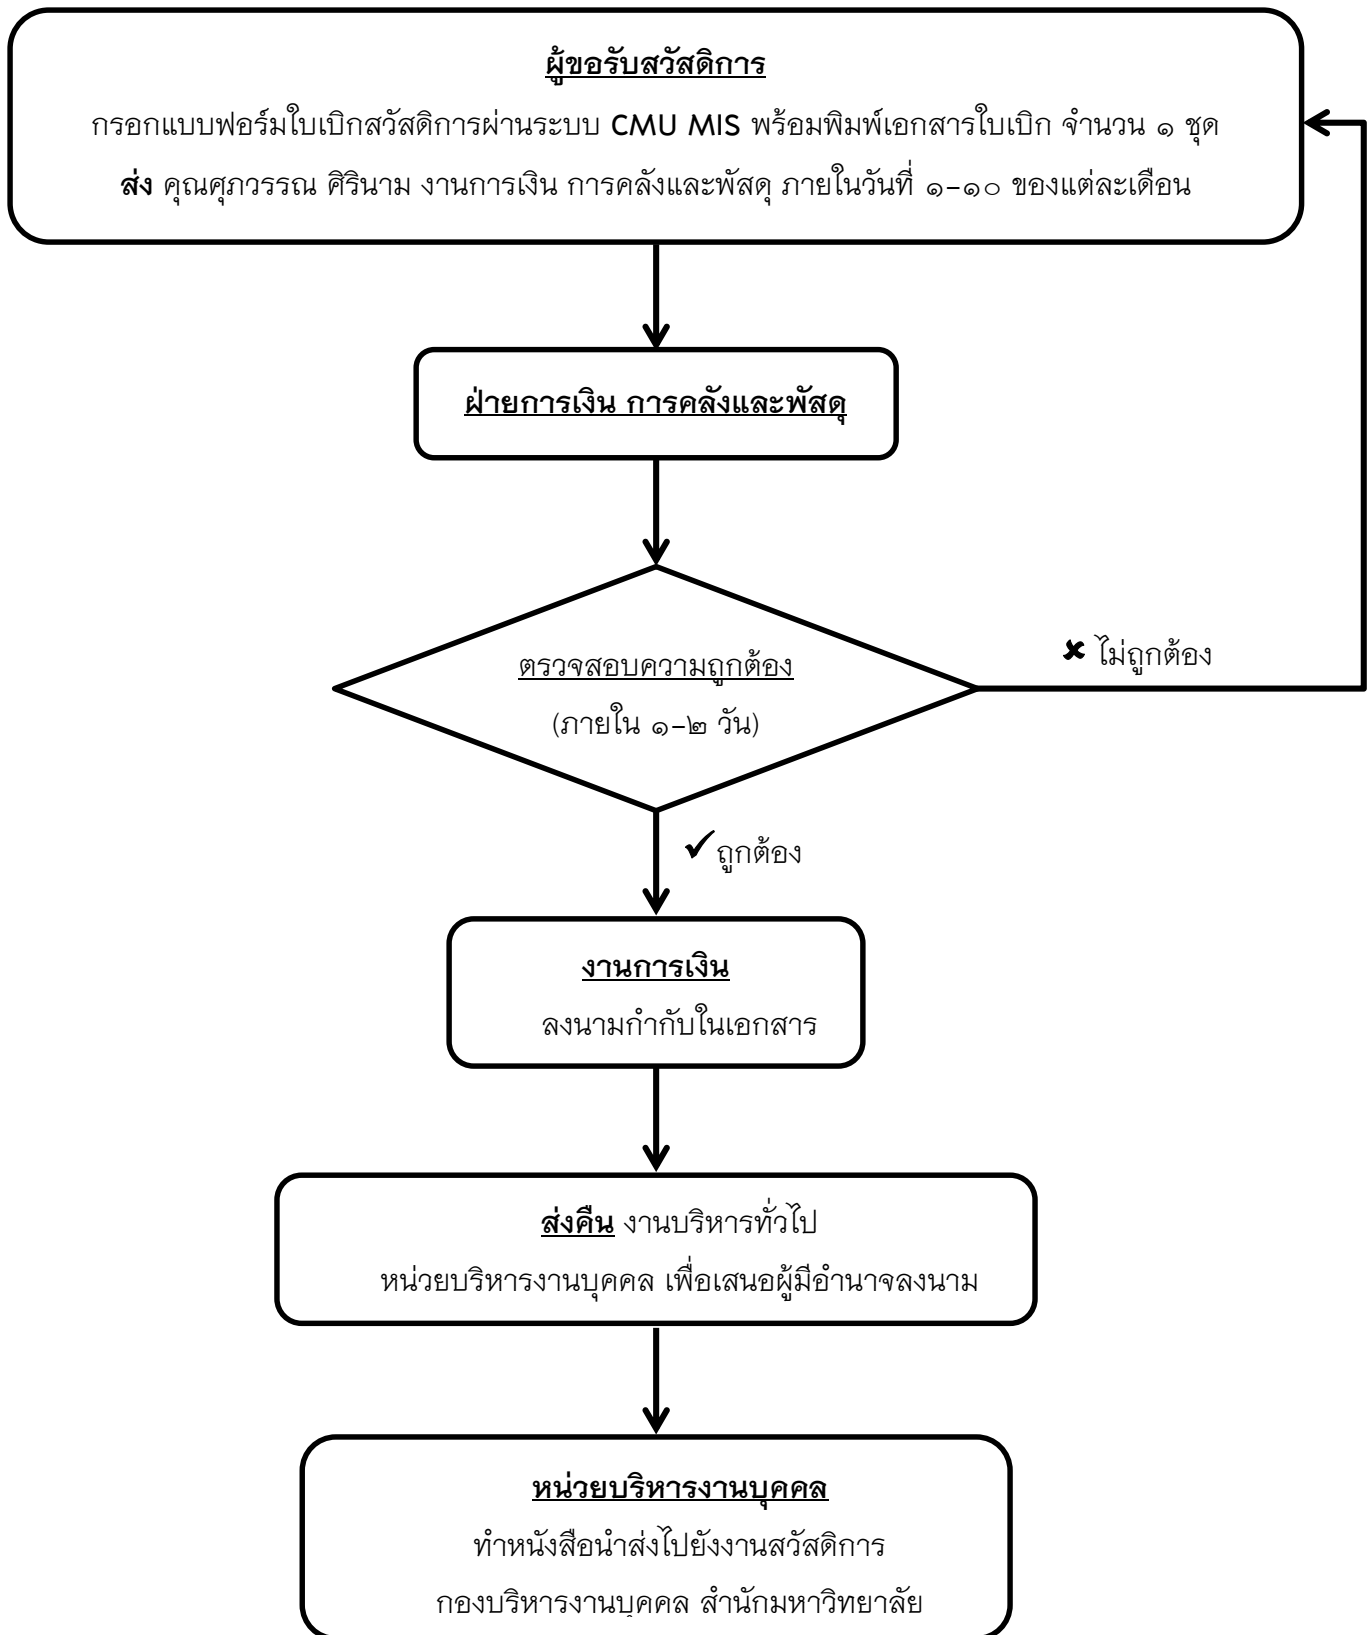 ผู้ขอรับสวัสดิการ
กรอกแบบฟอร์มใบเบิกสวัสดิการผ่านระบบ CMU MIS พร้อมพิมพ์เอกสารใบเบิก จำนวน ๑ ชุด
ส่ง คุณศุภวรรณ ศิรินาม งานการเงิน การคลังและพัสดุ ภายในวันที่ ๑-๑๐ ของแต่ละเดือน
ฝ่ายการเงิน การคลังและพัสดุ
ตรวจสอบความถูกต้อง
(ภายใน ๑-๒ วัน)
✖ ไม่ถูกต้อง
✔ ถูกต้อง
งานการเงิน
ลงนามกำกับในเอกสาร
ส่งคืน งานบริหารทั่วไป
หน่วยบริหารงานบุคคล เพื่อเสนอผู้มีอำนาจลงนาม
หน่วยบริหารงานบุคคล
ทำหนังสือนำส่งไปยังงานสวัสดิการ
กองบริหารงานบุคคล สำนักมหาวิทยาลัย